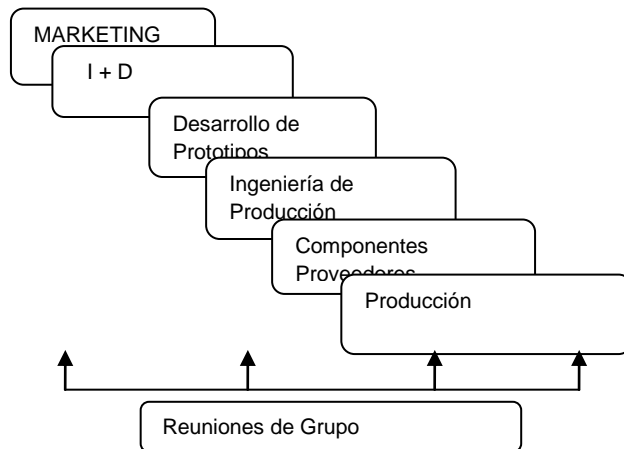 MARKETING
I + D
Desarrollo de
Prototipos
Ingeniería de
Producción
Componentes
Proveedores
Producción
Reuniones de Grupo